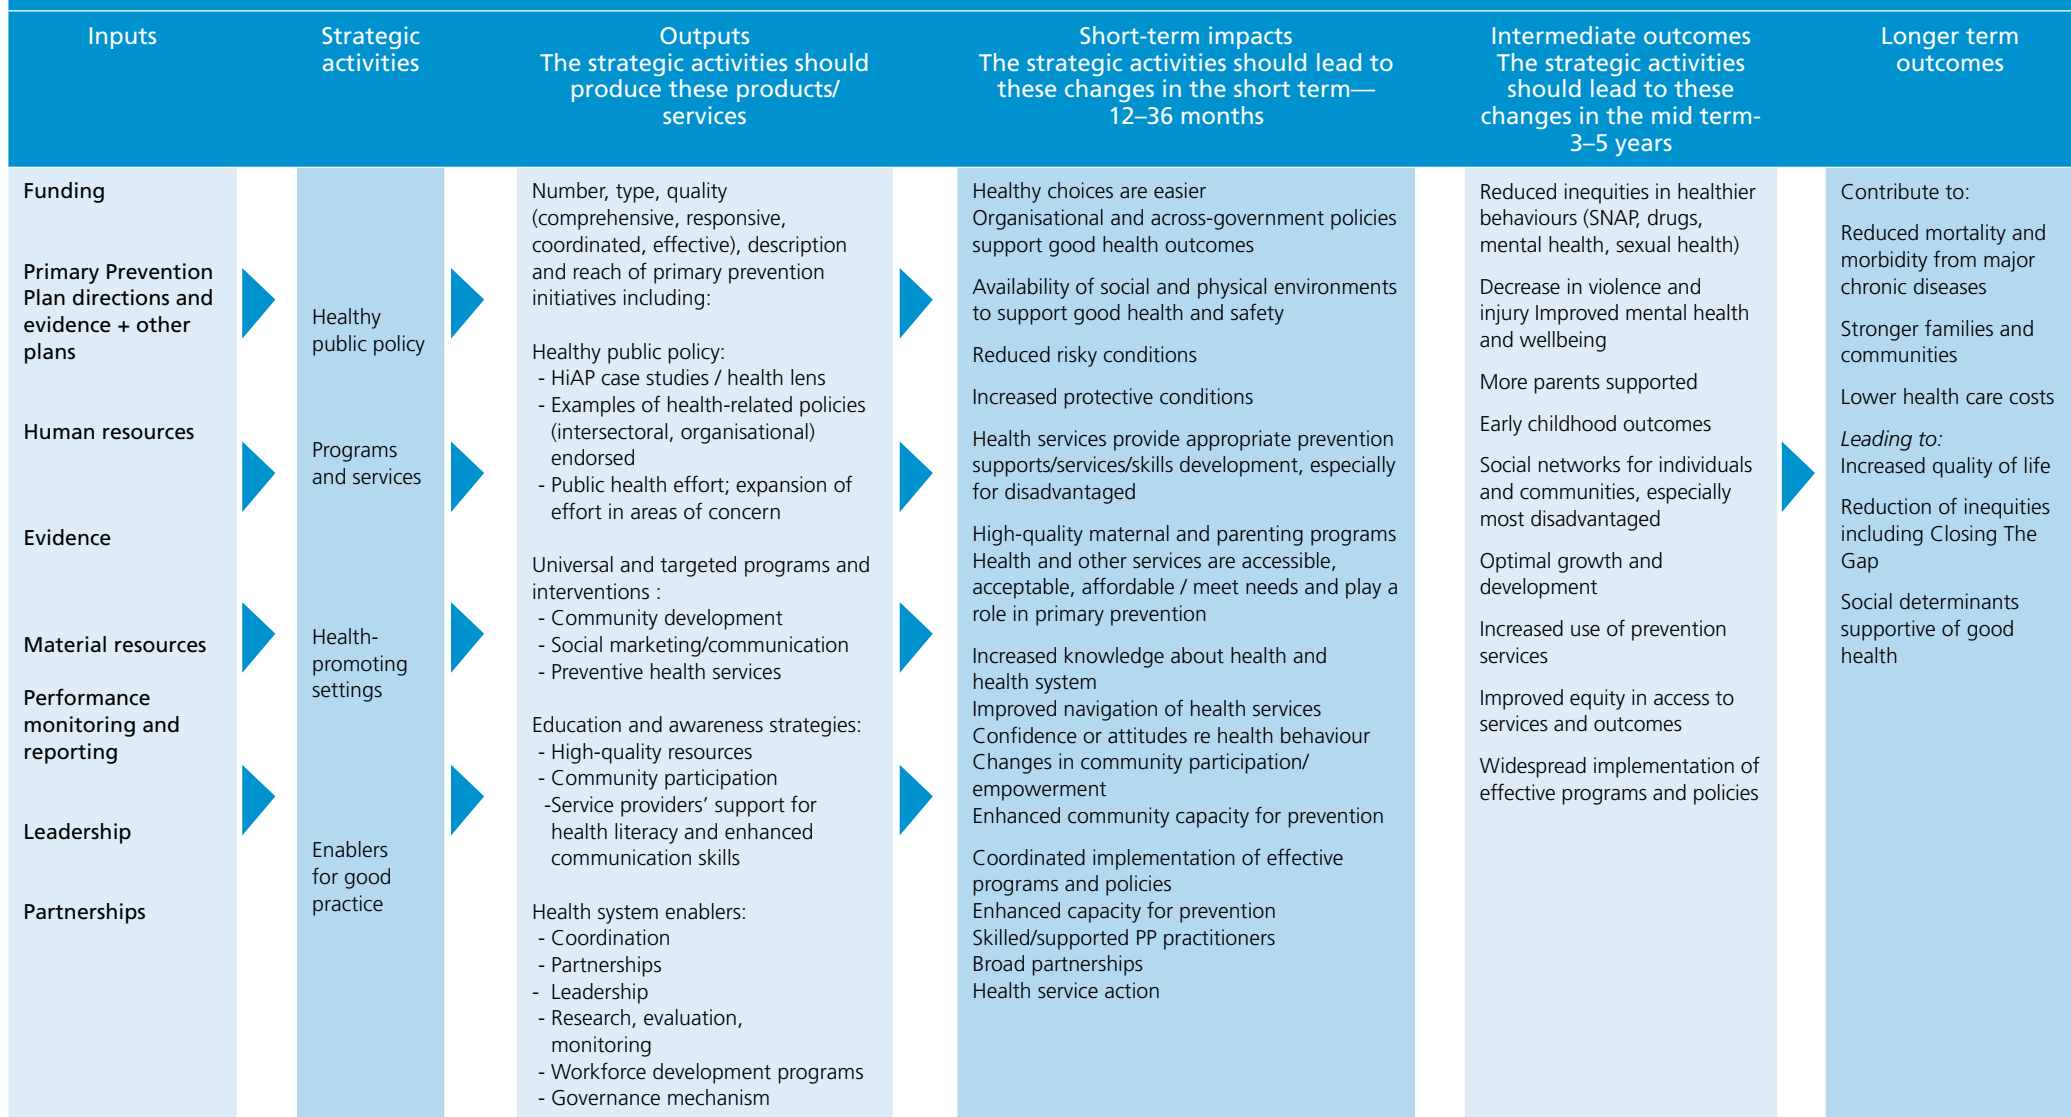 Inputs
Strategic
activities
Outputs
The strategic activities should
produce these products/
services
Short-term impacts
The strategic activities should lead to
these changes in the short term—
12–36 months
Intermediate outcomes
The strategic activities
should lead to these
changes in the mid term-
3–5 years
Longer term
outcomes
Funding
Primary Prevention
Plan directions and
evidence + other
plans
Human resources
Evidence
Material resources
Performance
monitoring and
reporting
Leadership
Partnerships
Healthy
public policy
Programs
and services
Health-
promoting
settings
Enablers
for good
practice
Number, type, quality
(comprehensive, responsive,
coordinated, effective), description
and reach of primary prevention
initiatives including:
Healthy public policy:
- HiAP case studies / health lens
- Examples of health-related policies
(intersectoral, organisational)
endorsed
- Public health effort; expansion of
effort in areas of concern
Universal and targeted programs and
interventions :
- Community development
- Social marketing/communication
- Preventive health services
Education and awareness strategies:
- High-quality resources
- Community participation
-Service providers’ support for
health literacy and enhanced
communication skills
Health system enablers:
- Coordination
- Partnerships
- Leadership
- Research, evaluation,
monitoring
- Workforce development programs
- Governance mechanism
Healthy choices are easier
Organisational and across-government policies
support good health outcomes
Availability of social and physical environments
to support good health and safety
Reduced risky conditions
Increased protective conditions
Health services provide appropriate prevention
supports/services/skills development, especially
for disadvantaged
High-quality maternal and parenting programs
Health and other services are accessible,
acceptable, affordable / meet needs and play a
role in primary prevention
Increased knowledge about health and
health system
Improved navigation of health services
Confidence or attitudes re health behaviour
Changes in community participation/
empowerment
Enhanced community capacity for prevention
Coordinated implementation of effective
programs and policies
Enhanced capacity for prevention
Skilled/supported PP practitioners
Broad partnerships
Health service action
Reduced inequities in healthier
behaviours (SNAP, drugs,
mental health, sexual health)
Decrease in violence and
injury Improved mental health
and wellbeing
More parents supported
Early childhood outcomes
Social networks for individuals
and communities, especially
most disadvantaged
Optimal growth and
development
Increased use of prevention
services
Improved equity in access to
services and outcomes
Widespread implementation of
effective programs and policies
Contribute to:
Reduced mortality and
morbidity from major
chronic diseases
Stronger families and
communities
Lower health care costs
Leading to:
Increased quality of life
Reduction of inequities
including Closing The
Gap
Social determinants
supportive of good
health